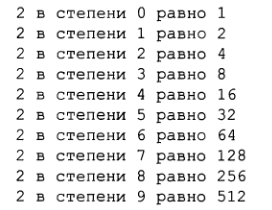 2 в степени 0 равно 1
2 в степени 1 равно 2
2 в степени 2 равно 4
2 в степени 3 равно 8
2 в степени 4 равно 16
2 в степени 5 равно 32
2 в степени 6 равно 64
2 в степени 7 равно 128
2 в степени 8 равно 256
2 в степени 9 равно 512